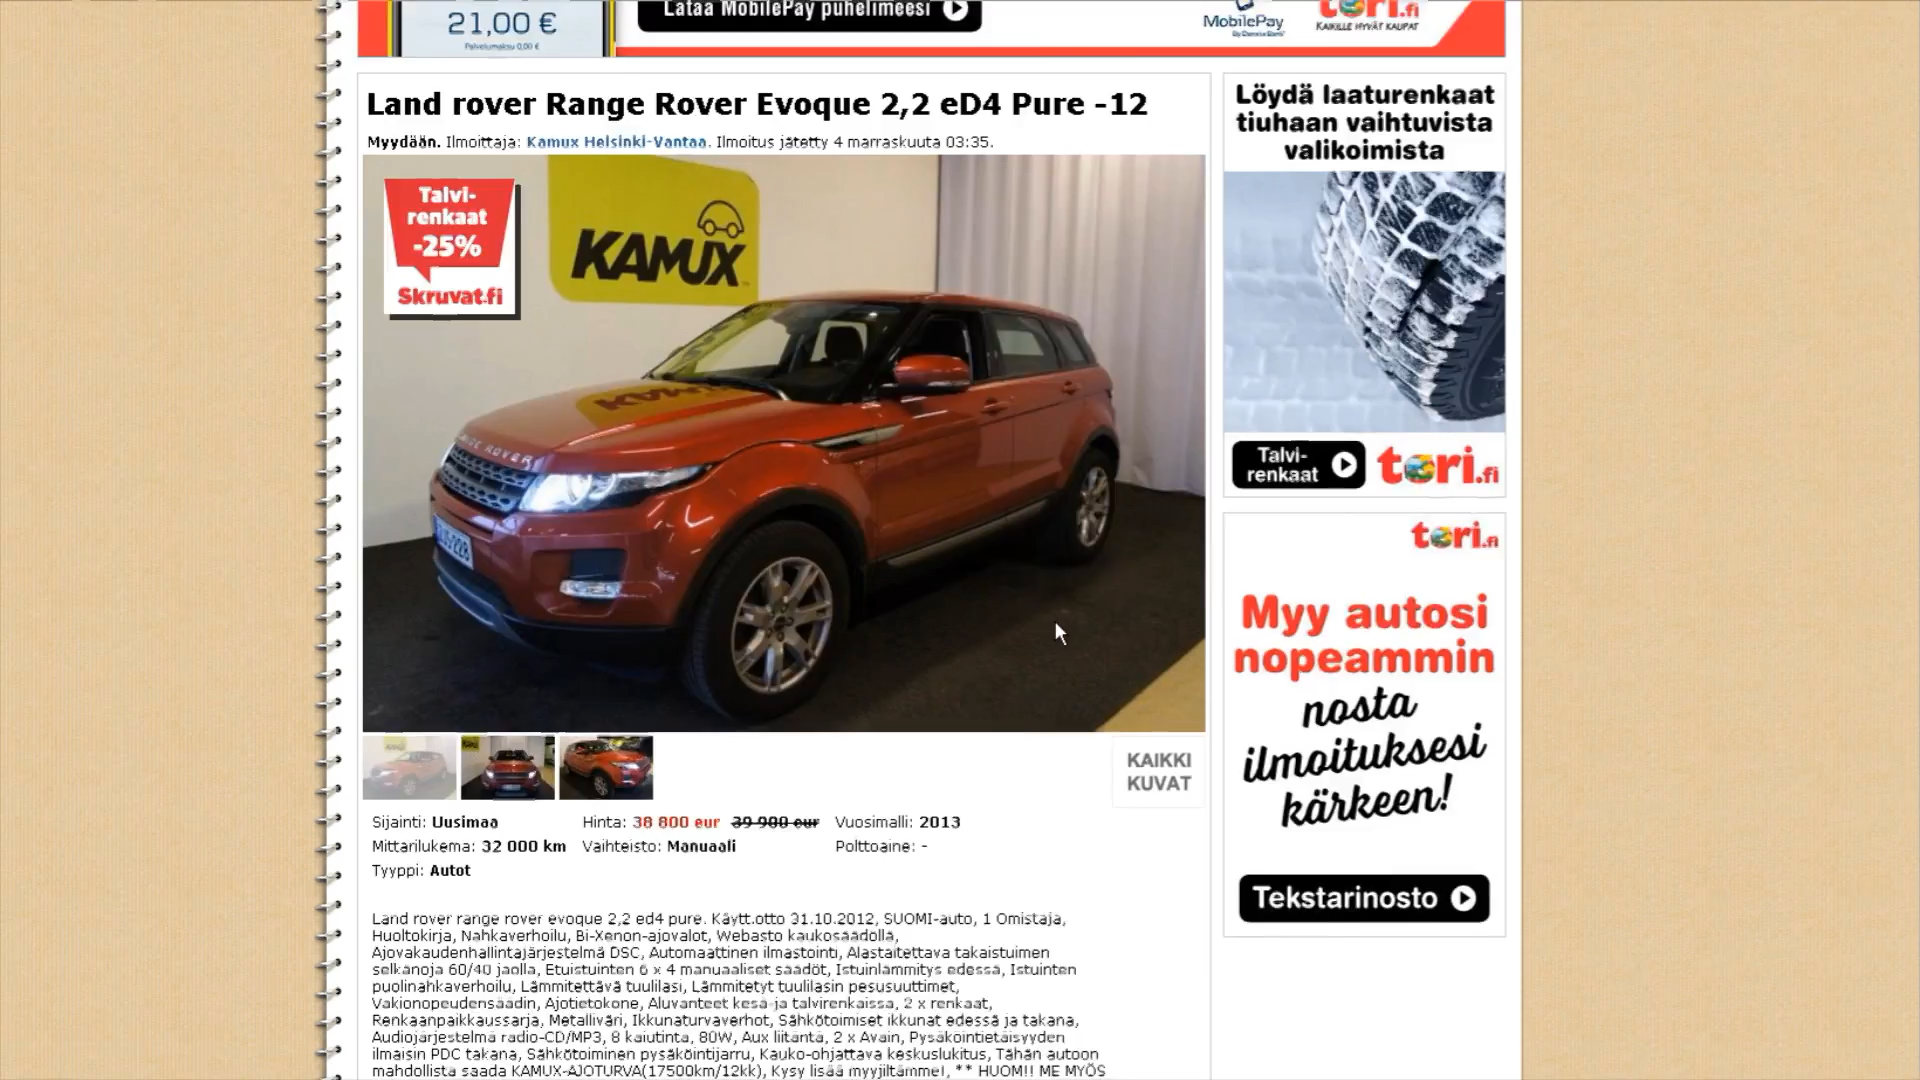 21,00 €
Palvelumaksu 0,00 €
Lataa MobilePay puhelimeesi
MobilePay
By Danske Bank
tori.fi
KAIKILLE HYVÄT KAUPAT
Land rover Range Rover Evoque 2,2 eD4 Pure -12
Myydään. Ilmoittaja: Kamux Helsinki-Vantaa. Ilmoitus jätetty 4 marraskuuta 03:35.
Talvi-
renkaat
-25%
Skruvat.fi
KAMUX
RANGE ROVER
KAIKKI
KUVAT
Sijainti: Uusimaa Hinta: 38 800 eur 39 900 eur Vuosimalli: 2013
Mittarilukema: 32 000 km Vaihteisto: Manuaali Polttoaine: -
Tyyppi: Autot
Land rover range rover evoque 2,2 ed4 pure. Käytt.otto 31.10.2012, SUOMI-auto, 1 Omistaja,
Huoltokirja, Nahkaverhoilu, Bi-Xenon-ajovalot, Webasto kaukosäädöllä,
Ajovakaudenhallintajärjestelmä DSC, Automaattinen ilmastointi, Alastaitettava takaistuimen
selkänoja 60/40 jaolla, Etuistuinten 6 x 4 manuaaliset säädöt, Istuinlämmitys edessä, Istuinten
puolinahkaverhoilu, Lämmitettävä tuulilasi, Lämmitetyt tuulilasin pesusuuttimet,
Vakionopeudensäädin, Ajotietokone, Aluvanteet kesä-ja talvirenkaissa, 2 x renkaat,
Renkaanpaikkaussarja, Metalliväri, Ikkunaturvaverhot, Sähkötoimiset ikkunat edessä ja takana,
Audiojärjestelmä radio-CD/MP3, 8 kaiutinta, 80W, Aux liitäntä, 2 x Avain, Pysäköintietäisyyden
ilmaisin PDC takana, Sähkötoiminen pysäköintijarru, Kauko-ohjattava keskuslukitus, Tähän autoon
mahdollista saada KAMUX-AJOTURVA(17500km/12kk), Kysy lisää myyjiltämme!, ** HUOM!! ME MYÖS
Löydä laaturenkaat
tiuhaan vaihtuvista
valikoimista
Talvi-
renkaat
tori.fi
tori.fi
Myy autosi
nopeammin
nosta
ilmoituksesi
kärkeen!
Tekstarinosto